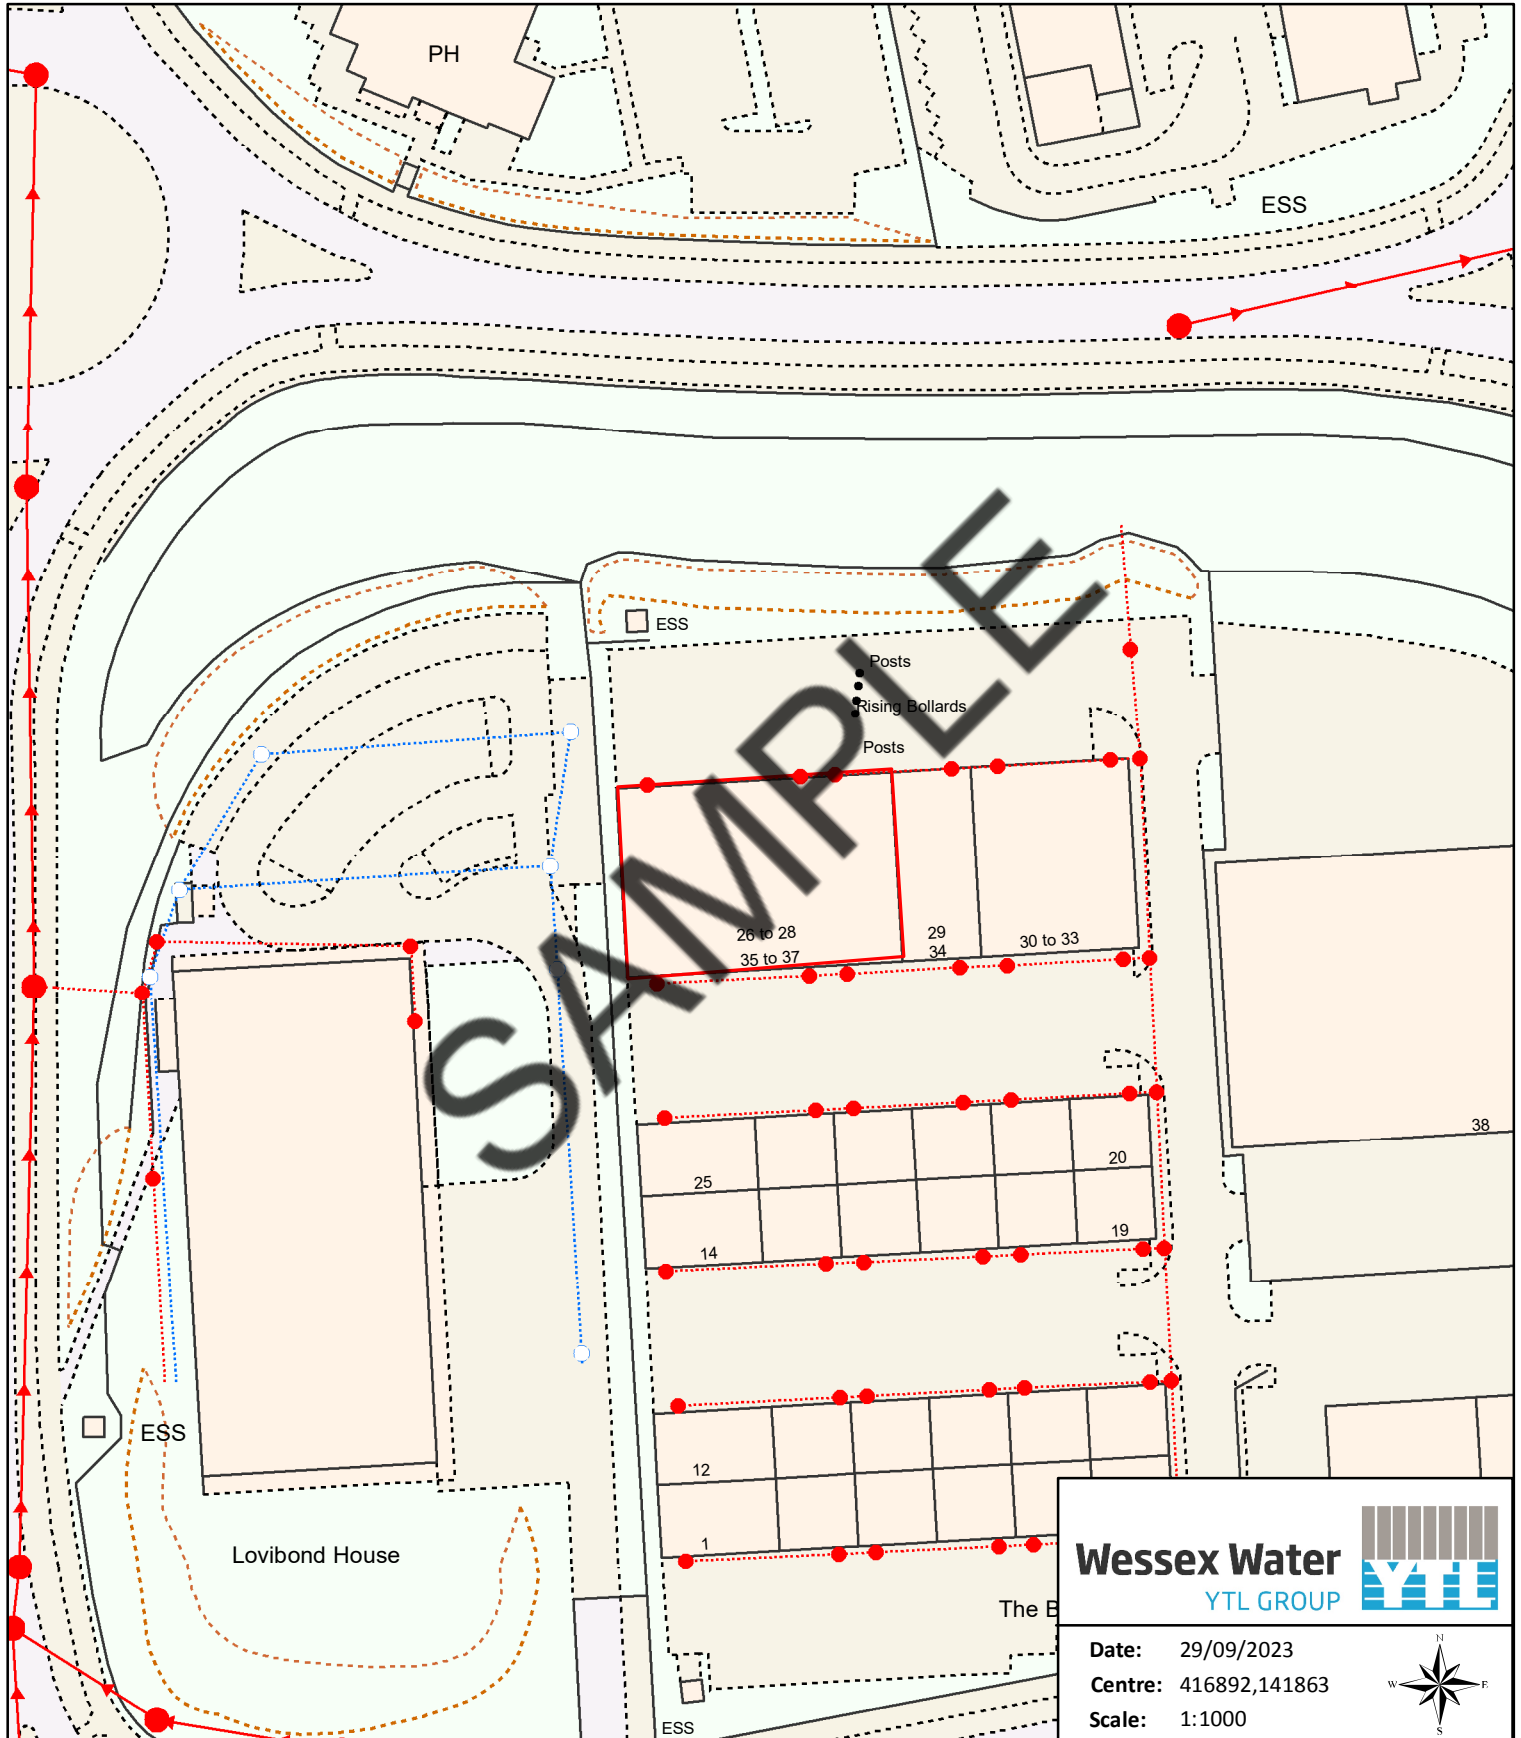 PH
ESS
ESS
Posts
Rising Bollards
Posts
26 to 28
35 to 37
29
34
30 to 33
38
20
25
19
14
ESS
12
1
Lovibond House
The B
ESS
SAMPLE
Wessex Water
YTL GROUP
YTL
Date: 29/09/2023
Centre: 416892,141863
Scale: 1:1000
N
W E
S